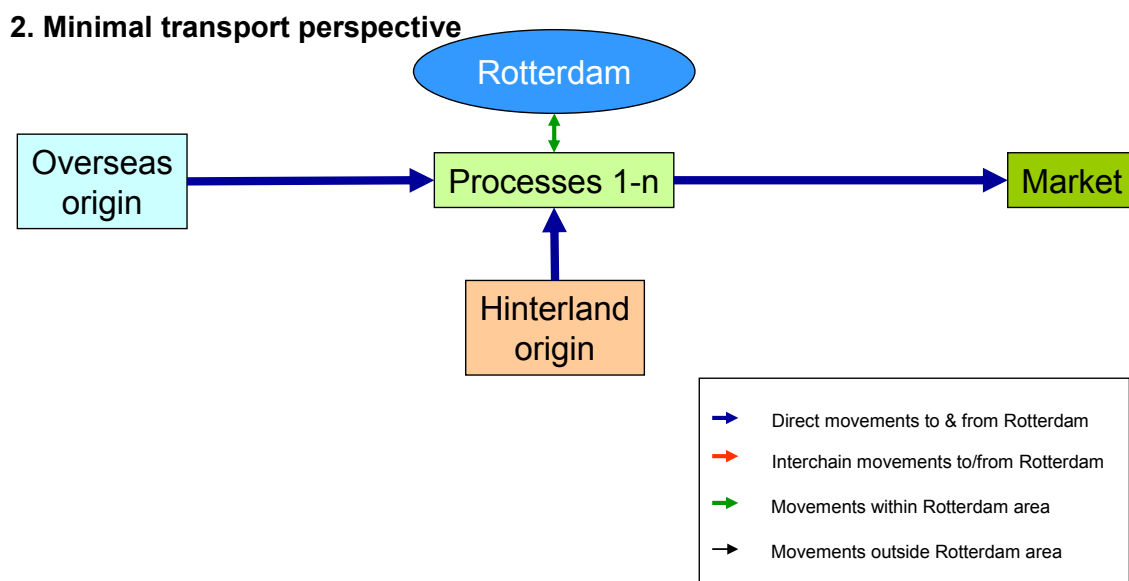 2. Minimal transport perspective
Rotterdam
Overseas
origin
Processes 1-n
Market
Hinterland
origin
Direct movements to & from Rotterdam
Interchain movements to/from Rotterdam
Movements within Rotterdam area
Movements outside Rotterdam area